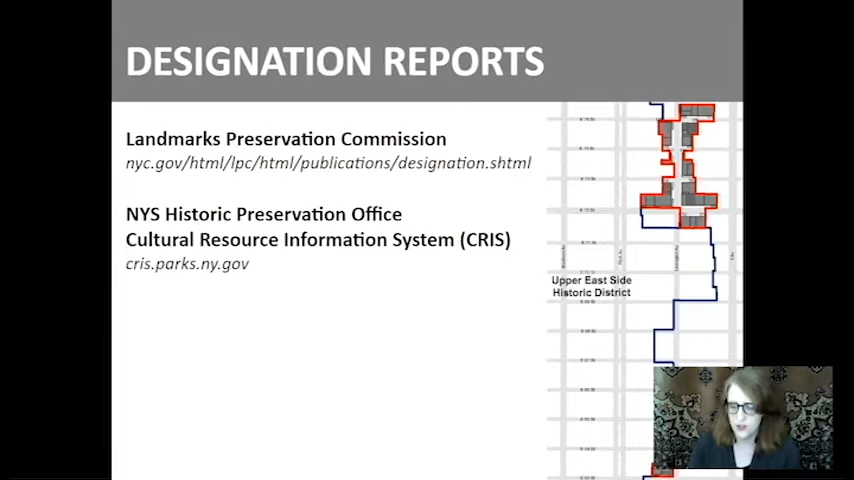 DESIGNATION REPORTS
Landmarks Preservation Commission
nyc.gov/html/lpc/html/publications/designation.shtml
NYS Historic Preservation Office
Cultural Resource Information System (CRIS)
cris.parks.ny.gov
Upper East Side
Historic District